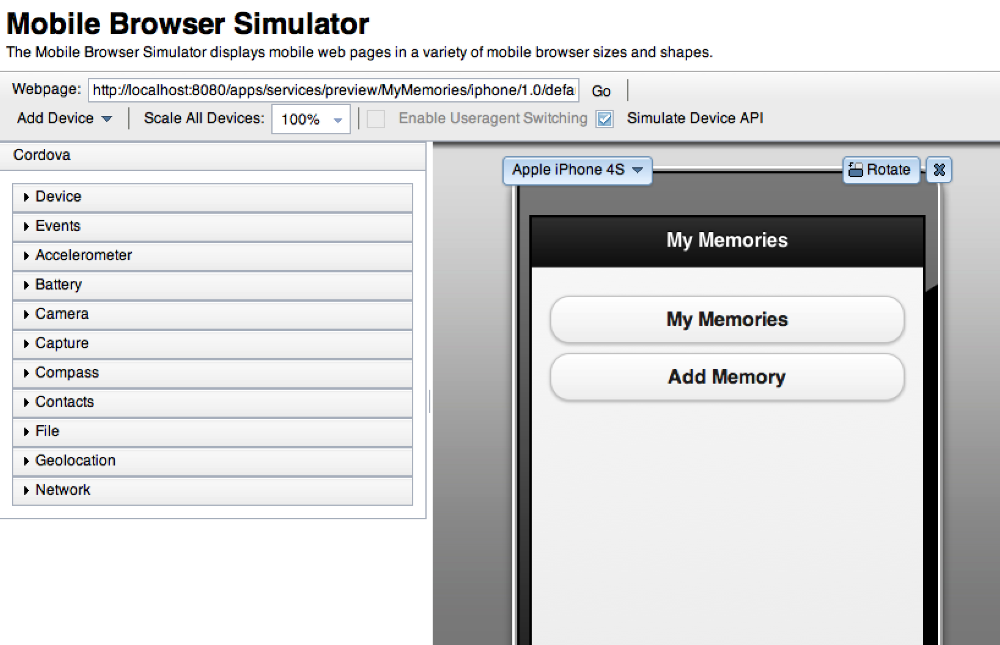 Mobile Browser Simulator
The Mobile Browser Simulator displays mobile web pages in a variety of mobile browser sizes and shapes.
Webpage: http://localhost:8080/apps/services/preview/MyMemories/iphone/1.0/defa Go
Add Device Scale All Devices: 100% Enable Useragent Switching Simulate Device API
Cordova
Device
Events
Accelerometer
Battery
Camera
Capture
Compass
Contacts
File
Geolocation
Network
Apple iPhone 4S Rotate
My Memories
My Memories
Add Memory